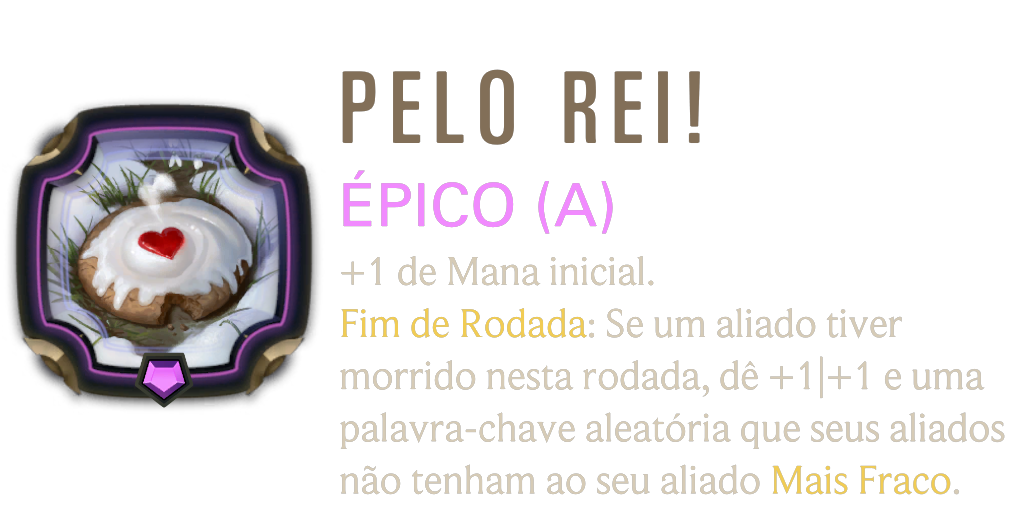 PELO REI!
ÉPICO (A)
+1 de Mana inicial.
Fim de Rodada: Se um aliado tiver
morrido nesta rodada, dê +1|+1 e uma
palavra-chave aleatória que seus aliados
não tenham ao seu aliado Mais Fraco.